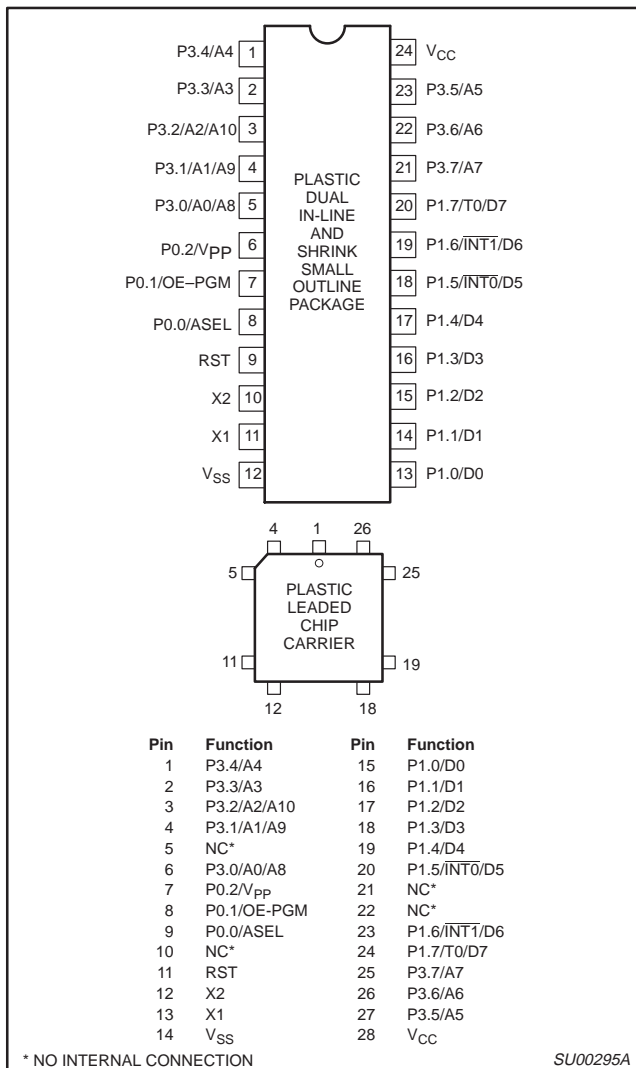 P3.4/A4 1 24 VCC
P3.3/A3 2 23 P3.5/A5
P3.2/A2/A10 3 22 P3.6/A6
P3.1/A1/A9 4 21 P3.7/A7
P3.0/A0/A8 5 20 P1.7/T0/D7
P0.2/VPP 6 19 P1.6/INT1/D6
P0.1/OE–PGM 7 18 P1.5/INT0/D5
P0.0/ASEL 8 17 P1.4/D4
RST 9 16 P1.3/D3
X2 10 15 P1.2/D2
X1 11 14 P1.1/D1
VSS 12 13 P1.0/D0
PLASTIC
DUAL
IN-LINE
AND
SHRINK
SMALL
OUTLINE
PACKAGE
4 1 26
5 25
PLASTIC
LEADED
CHIP
CARRIER
11 19
12 18
Pin Function Pin Function
1 P3.4/A4 15 P1.0/D0
2 P3.3/A3 16 P1.1/D1
3 P3.2/A2/A10 17 P1.2/D2
4 P3.1/A1/A9 18 P1.3/D3
5 NC* 19 P1.4/D4
6 P3.0/A0/A8 20 P1.5/INT0/D5
7 P0.2/VPP 21 NC*
8 P0.1/OE-PGM 22 NC*
9 P0.0/ASEL 23 P1.6/INT1/D6
10 NC* 24 P1.7/T0/D7
11 RST 25 P3.7/A7
12 X2 26 P3.6/A6
13 X1 27 P3.5/A5
14 VSS 28 VCC
* NO INTERNAL CONNECTION SU00295A